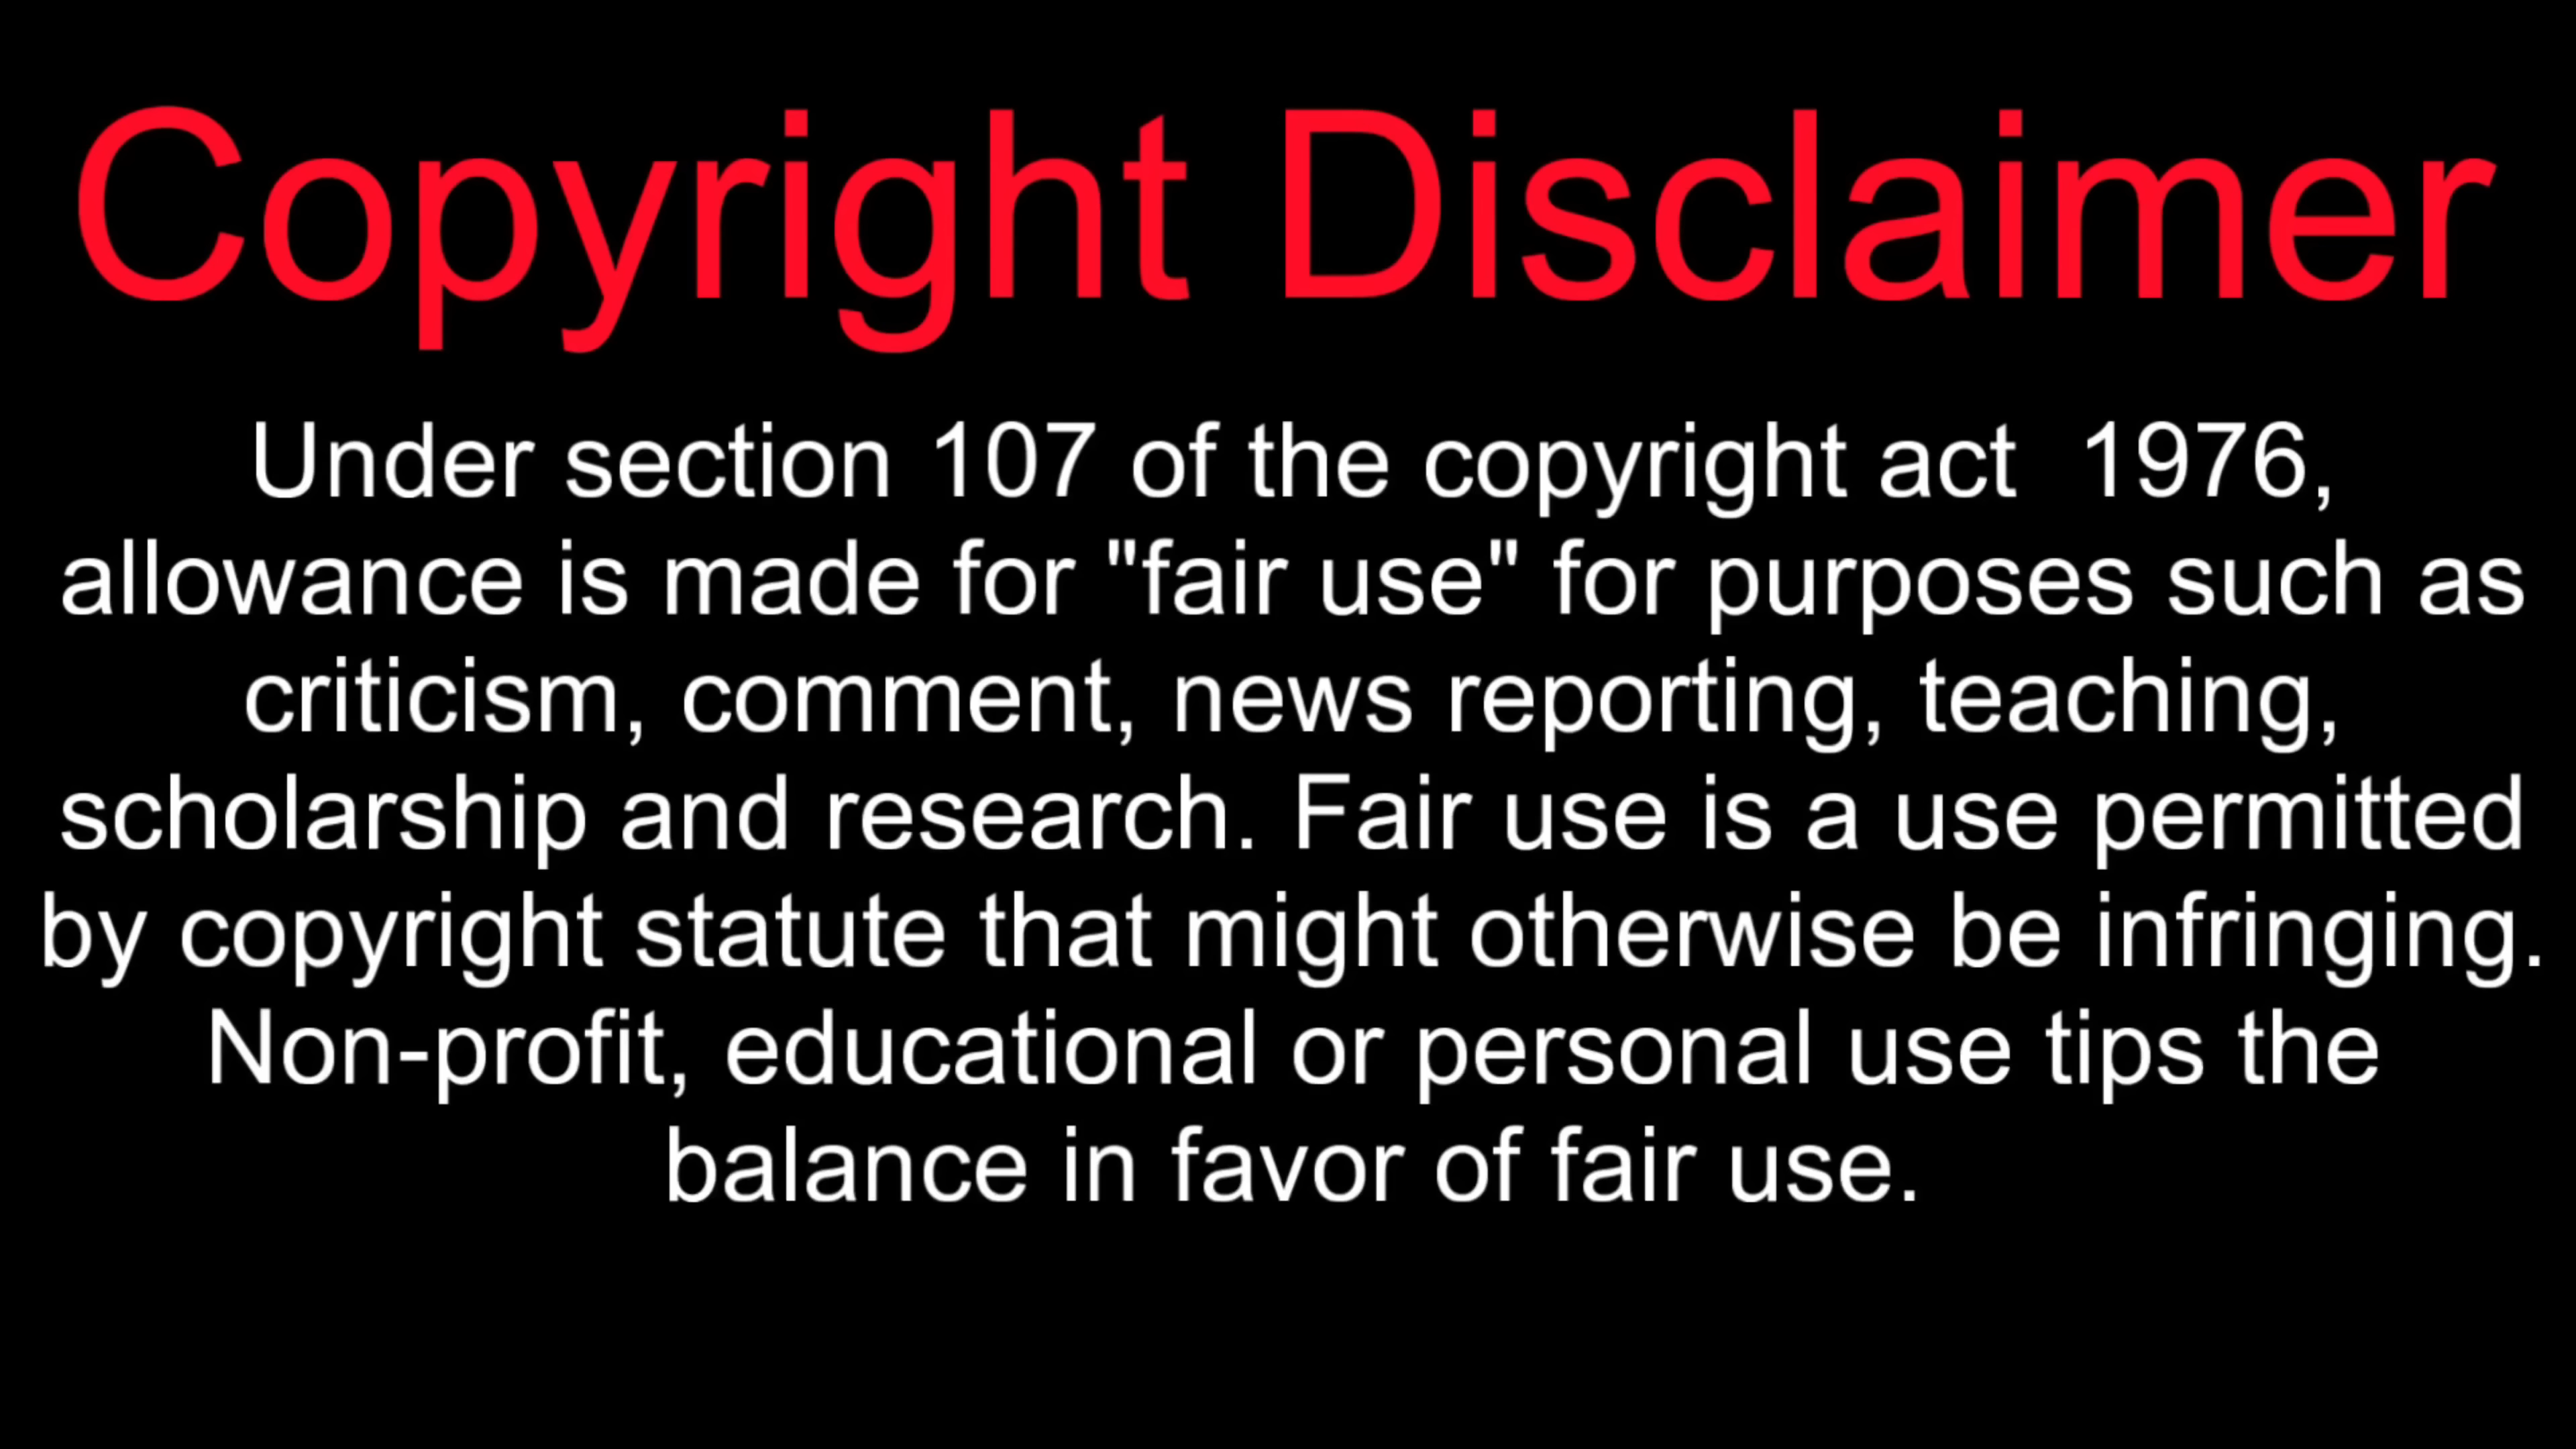 Copyright Disclaimer
Under section 107 of the copyright act  1976,
allowance is made for "fair use" for purposes such as
criticism, comment, news reporting, teaching,
scholarship and research. Fair use is a use permitted
by copyright statute that might otherwise be infringing.
Non-profit, educational or personal use tips the
balance in favor of fair use.